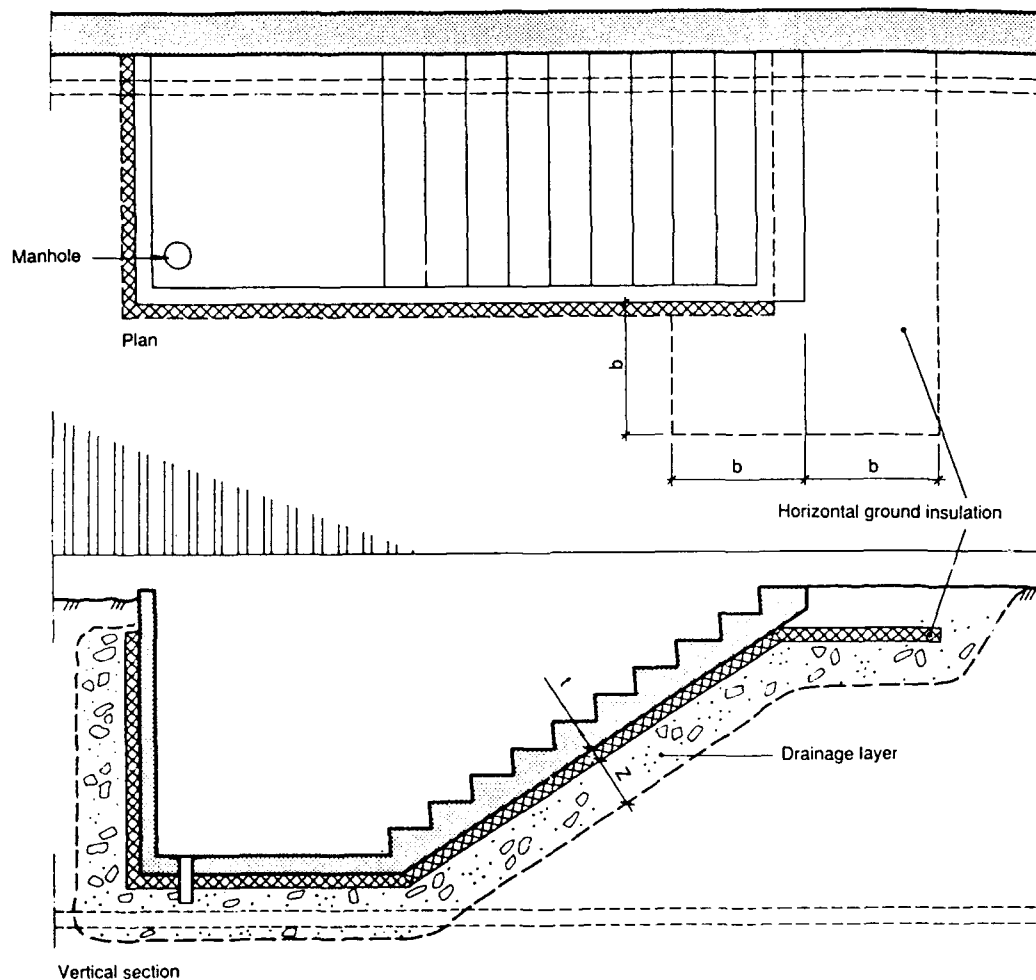 Manhole
Plan
b
b
b
Horizontal ground insulation
t
z
Drainage layer
Vertical section